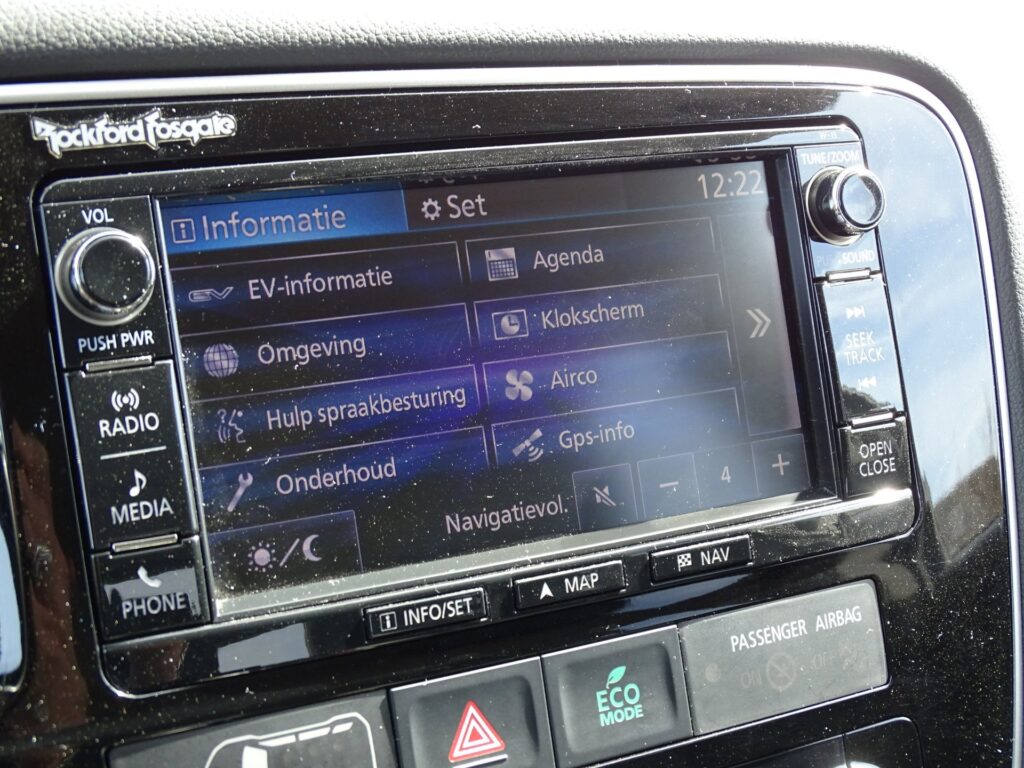 Rockford Fosgate
VOL
PUSH PWR
RADIO
MEDIA
PHONE
Informatie
Set
12:22
EV-informatie
Agenda
Omgeving
Klokscherm
Hulp spraakbesturing
Airco
Onderhoud
Gps-info
Navigatievol.
4
TUNE/ZOOM
SOUND
SEEK
TRACK
OPEN
CLOSE
INFO/SET
MAP
NAV
ECO
MODE
PASSENGER AIRBAG
ON
OFF